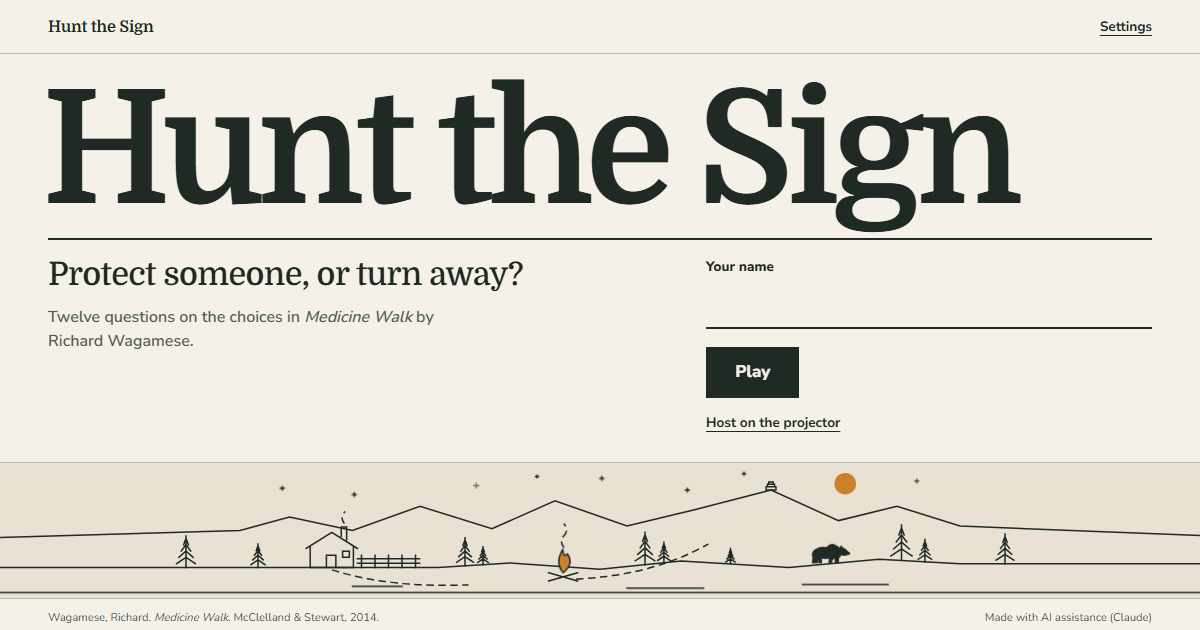 Hunt the Sign
Settings
Hunt the Sign
Protect someone, or turn away?
Twelve questions on the choices in Medicine Walk by
Richard Wagamese.
Your name
Play
Host on the projector
Wagamese, Richard. Medicine Walk. McClelland & Stewart, 2014.
Made with AI assistance (Claude)